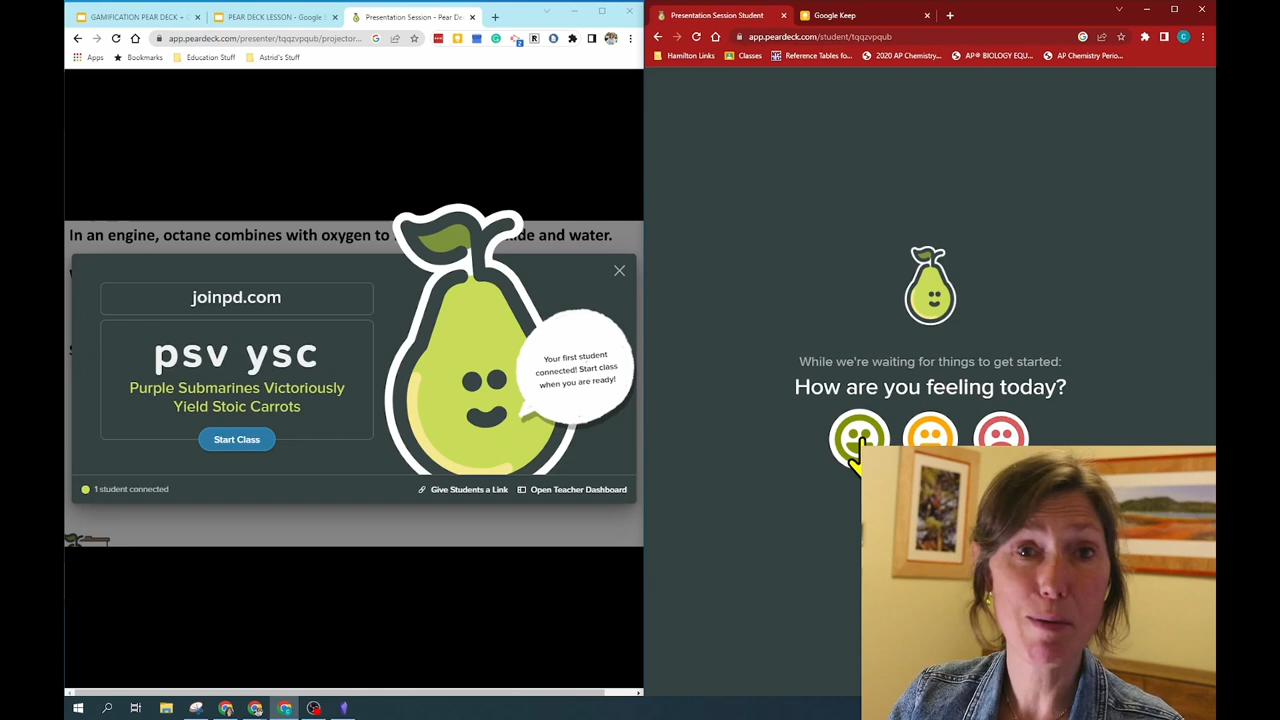 GAMIFICATION PEAR DECK +
PEAR DECK LESSON - Google
Presentation Session - Pear De
app.peardeck.com/presenter/tqqzvpqub/projector...
Apps
Bookmarks
Education Stuff
Astrid's Stuff
In an engine, octane combines with oxygen to
de and water.
joinpd.com
psv ysc
Purple Submarines Victoriously
Yield Stoic Carrots
Start Class
Your first student
connected! Start class
when you are ready!
1 student connected
Give Students a Link
Open Teacher Dashboard
Presentation Session Student
Google Keep
app.peardeck.com/student/tqqzvpqub
Hamilton Links
Classes
Reference Tables fo...
2020 AP Chemistry...
AP® BIOLOGY EQU...
AP Chemistry Perio...
While we're waiting for things to get started:
How are you feeling today?